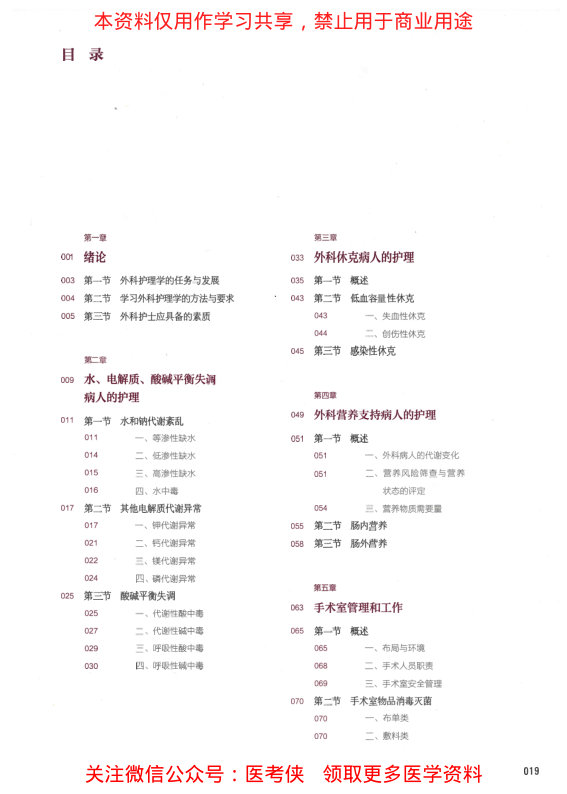 本资料仅用作学习共享，禁止用于商业用途
目 录
第一章
001 绪论
003 第一节 外科护理学的任务与发展
004 第二节 学习外科护理学的方法与要求
005 第三节 外科护士应具备的素质
第二章
009 水、电解质、酸碱平衡失调
病人的护理
011 第一节 水和钠代谢紊乱
011 一、等渗性缺水
014 二、低渗性缺水
015 三、高渗性缺水
016 四、水中毒
017 第二节 其他电解质代谢异常
017 一、钾代谢异常
021 二、钙代谢异常
022 三、镁代谢异常
024 四、磷代谢异常
025 第三节 酸碱平衡失调
025 一、代谢性酸中毒
027 二、代谢性碱中毒
029 三、呼吸性酸中毒
030 四、呼吸性碱中毒
第三章
033 外科休克病人的护理
035 第一节 概述
043 第二节 低血容量性休克
043 一、失血性休克
044 二、创伤性休克
045 第三节 感染性休克
第四章
049 外科营养支持病人的护理
051 第一节 概述
051 一、外科病人的代谢变化
051 二、营养风险筛查与营养
状态的评定
054 三、营养物质需要量
055 第二节 肠内营养
058 第三节 肠外营养
第五章
063 手术室管理和工作
065 第一节 概述
065 一、布局与环境
068 二、手术人员职责
069 三、手术室安全管理
070 第二节 手术室物品消毒灭菌
070 一、布单类
070 二、敷料类
019
关注微信公众号：医考侠 领取更多医学资料